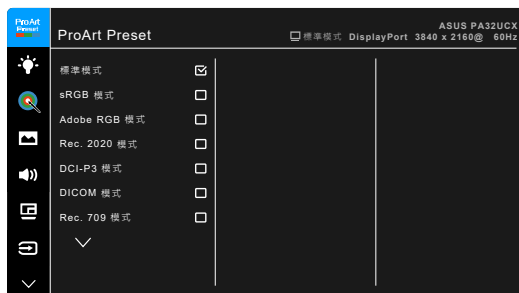 ProArt
Preset
ProArt Preset
ASUS PA32UCX
標準模式 DisplayPort 3840 x 2160@ 60Hz
標準模式
sRGB 模式
Adobe RGB 模式
Rec. 2020 模式
DCI-P3 模式
DICOM 模式
Rec. 709 模式